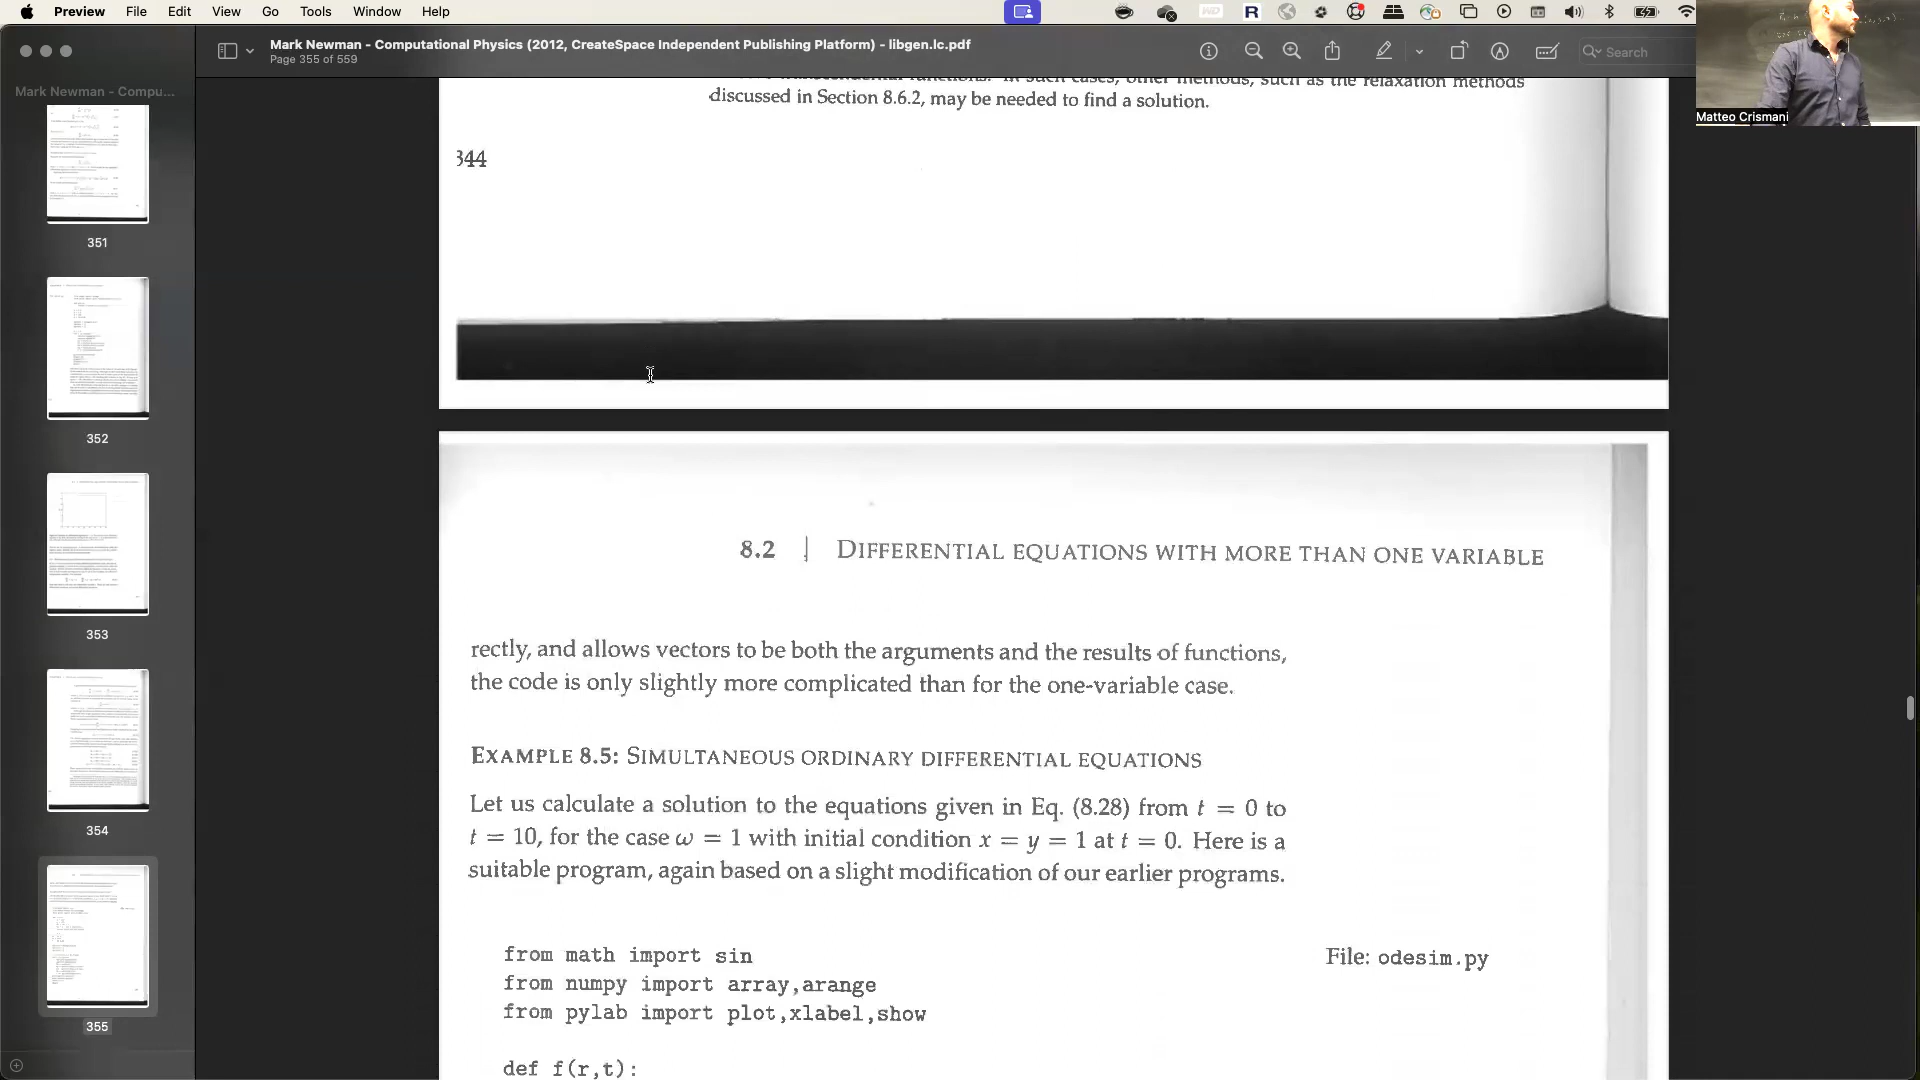 Preview File Edit View Go Tools Window Help
Mark Newman - Computational Physics (2012, CreateSpace Independent Publishing Platform) - libgen.lc.pdf
Page 355 of 559
Search
Matteo Crismani
Mark Newman - Compu...
351
352
353
354
355
discussed in Section 8.6.2, may be needed to find a solution.
344
8.2 | DIFFERENTIAL EQUATIONS WITH MORE THAN ONE VARIABLE
rectly, and allows vectors to be both the arguments and the results of functions,
the code is only slightly more complicated than for the one-variable case.
EXAMPLE 8.5: SIMULTANEOUS ORDINARY DIFFERENTIAL EQUATIONS
Let us calculate a solution to the equations given in Eq. (8.28) from t = 0 to
t = 10, for the case ω = 1 with initial condition x = y = 1 at t = 0. Here is a
suitable program, again based on a slight modification of our earlier programs.
from math import sin
File: odesim.py
from numpy import array,arange
from pylab import plot,xlabel,show
def f(r,t):